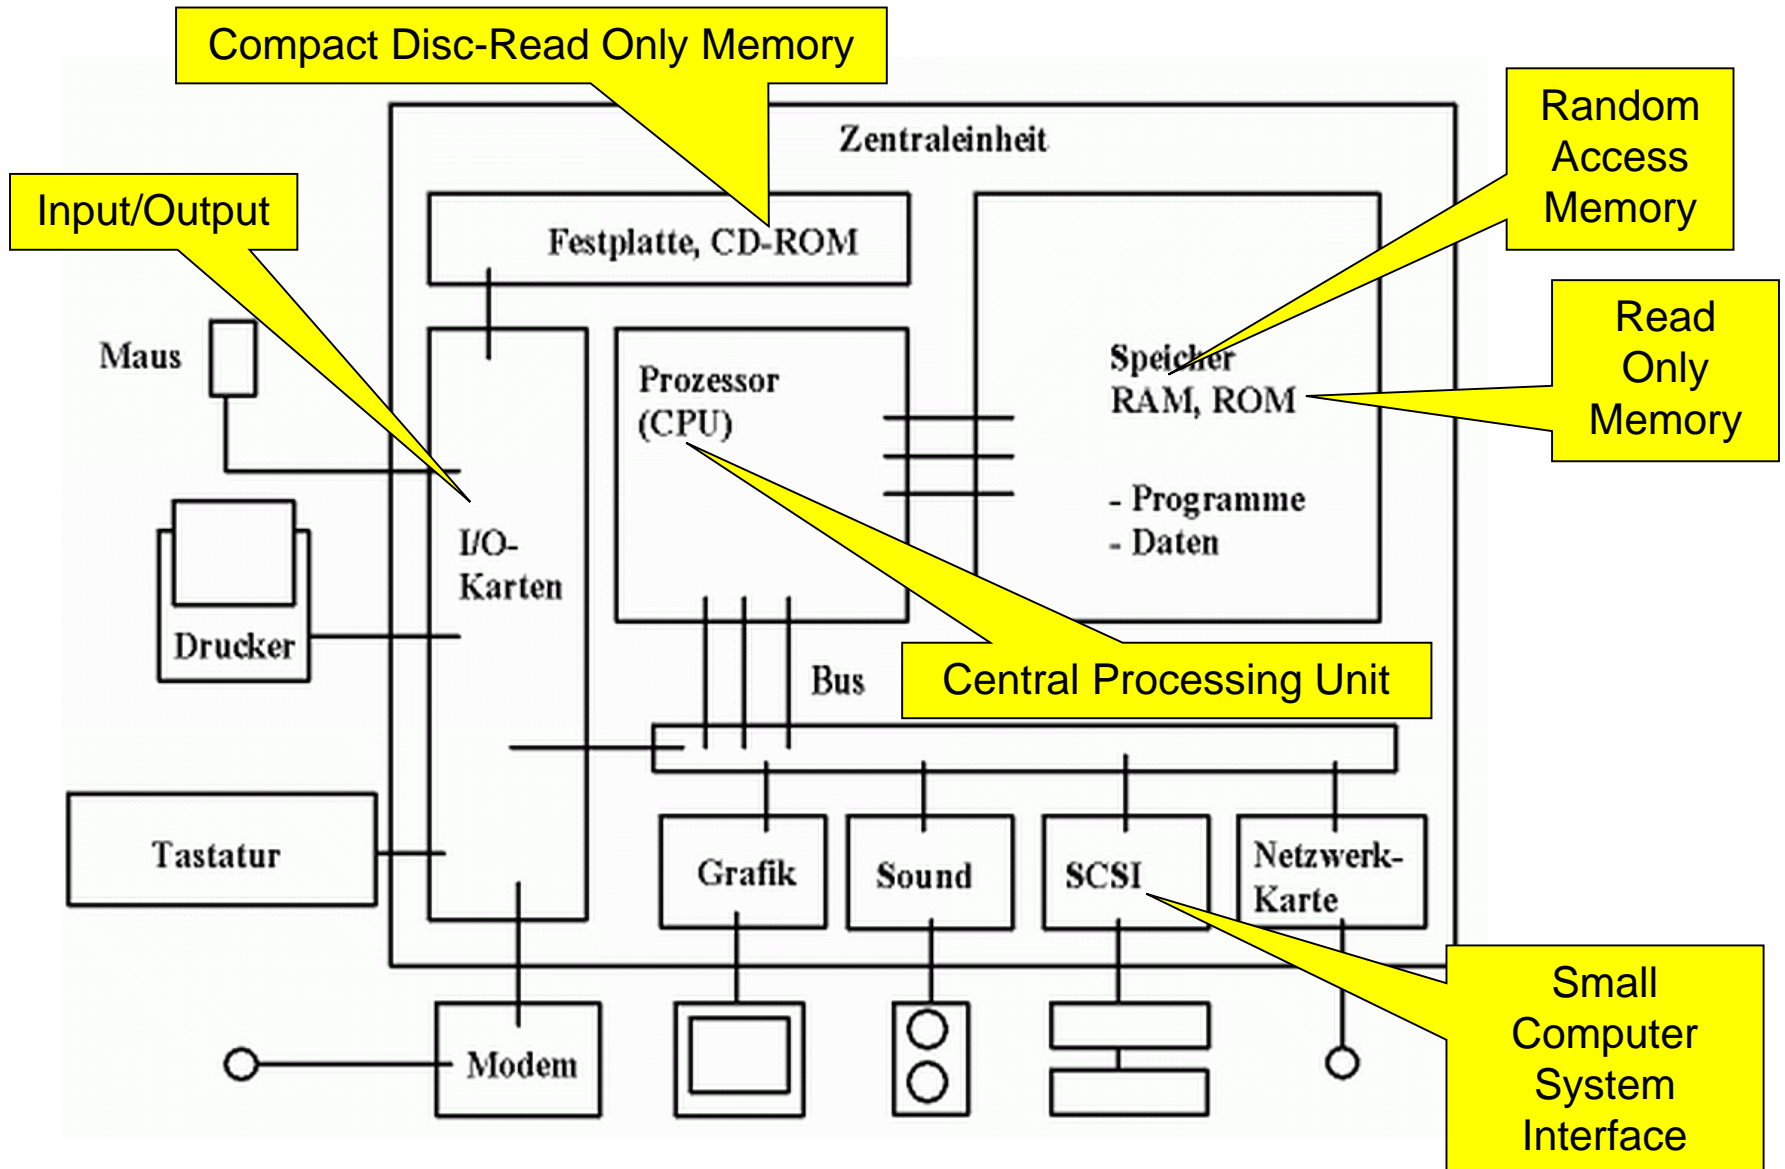 Compact Disc-Read Only Memory
Random
Access
Memory
Zentraleinheit
Input/Output
Festplatte, CD-ROM
Read
Only
Memory
Maus
Prozessor
(CPU)
Speicher
RAM, ROM
- Programme
- Daten
I/O-
Karten
Drucker
Bus
Central Processing Unit
Tastatur
Grafik
Sound
SCSI
Netzwerk-
Karte
Modem
Small
Computer
System
Interface